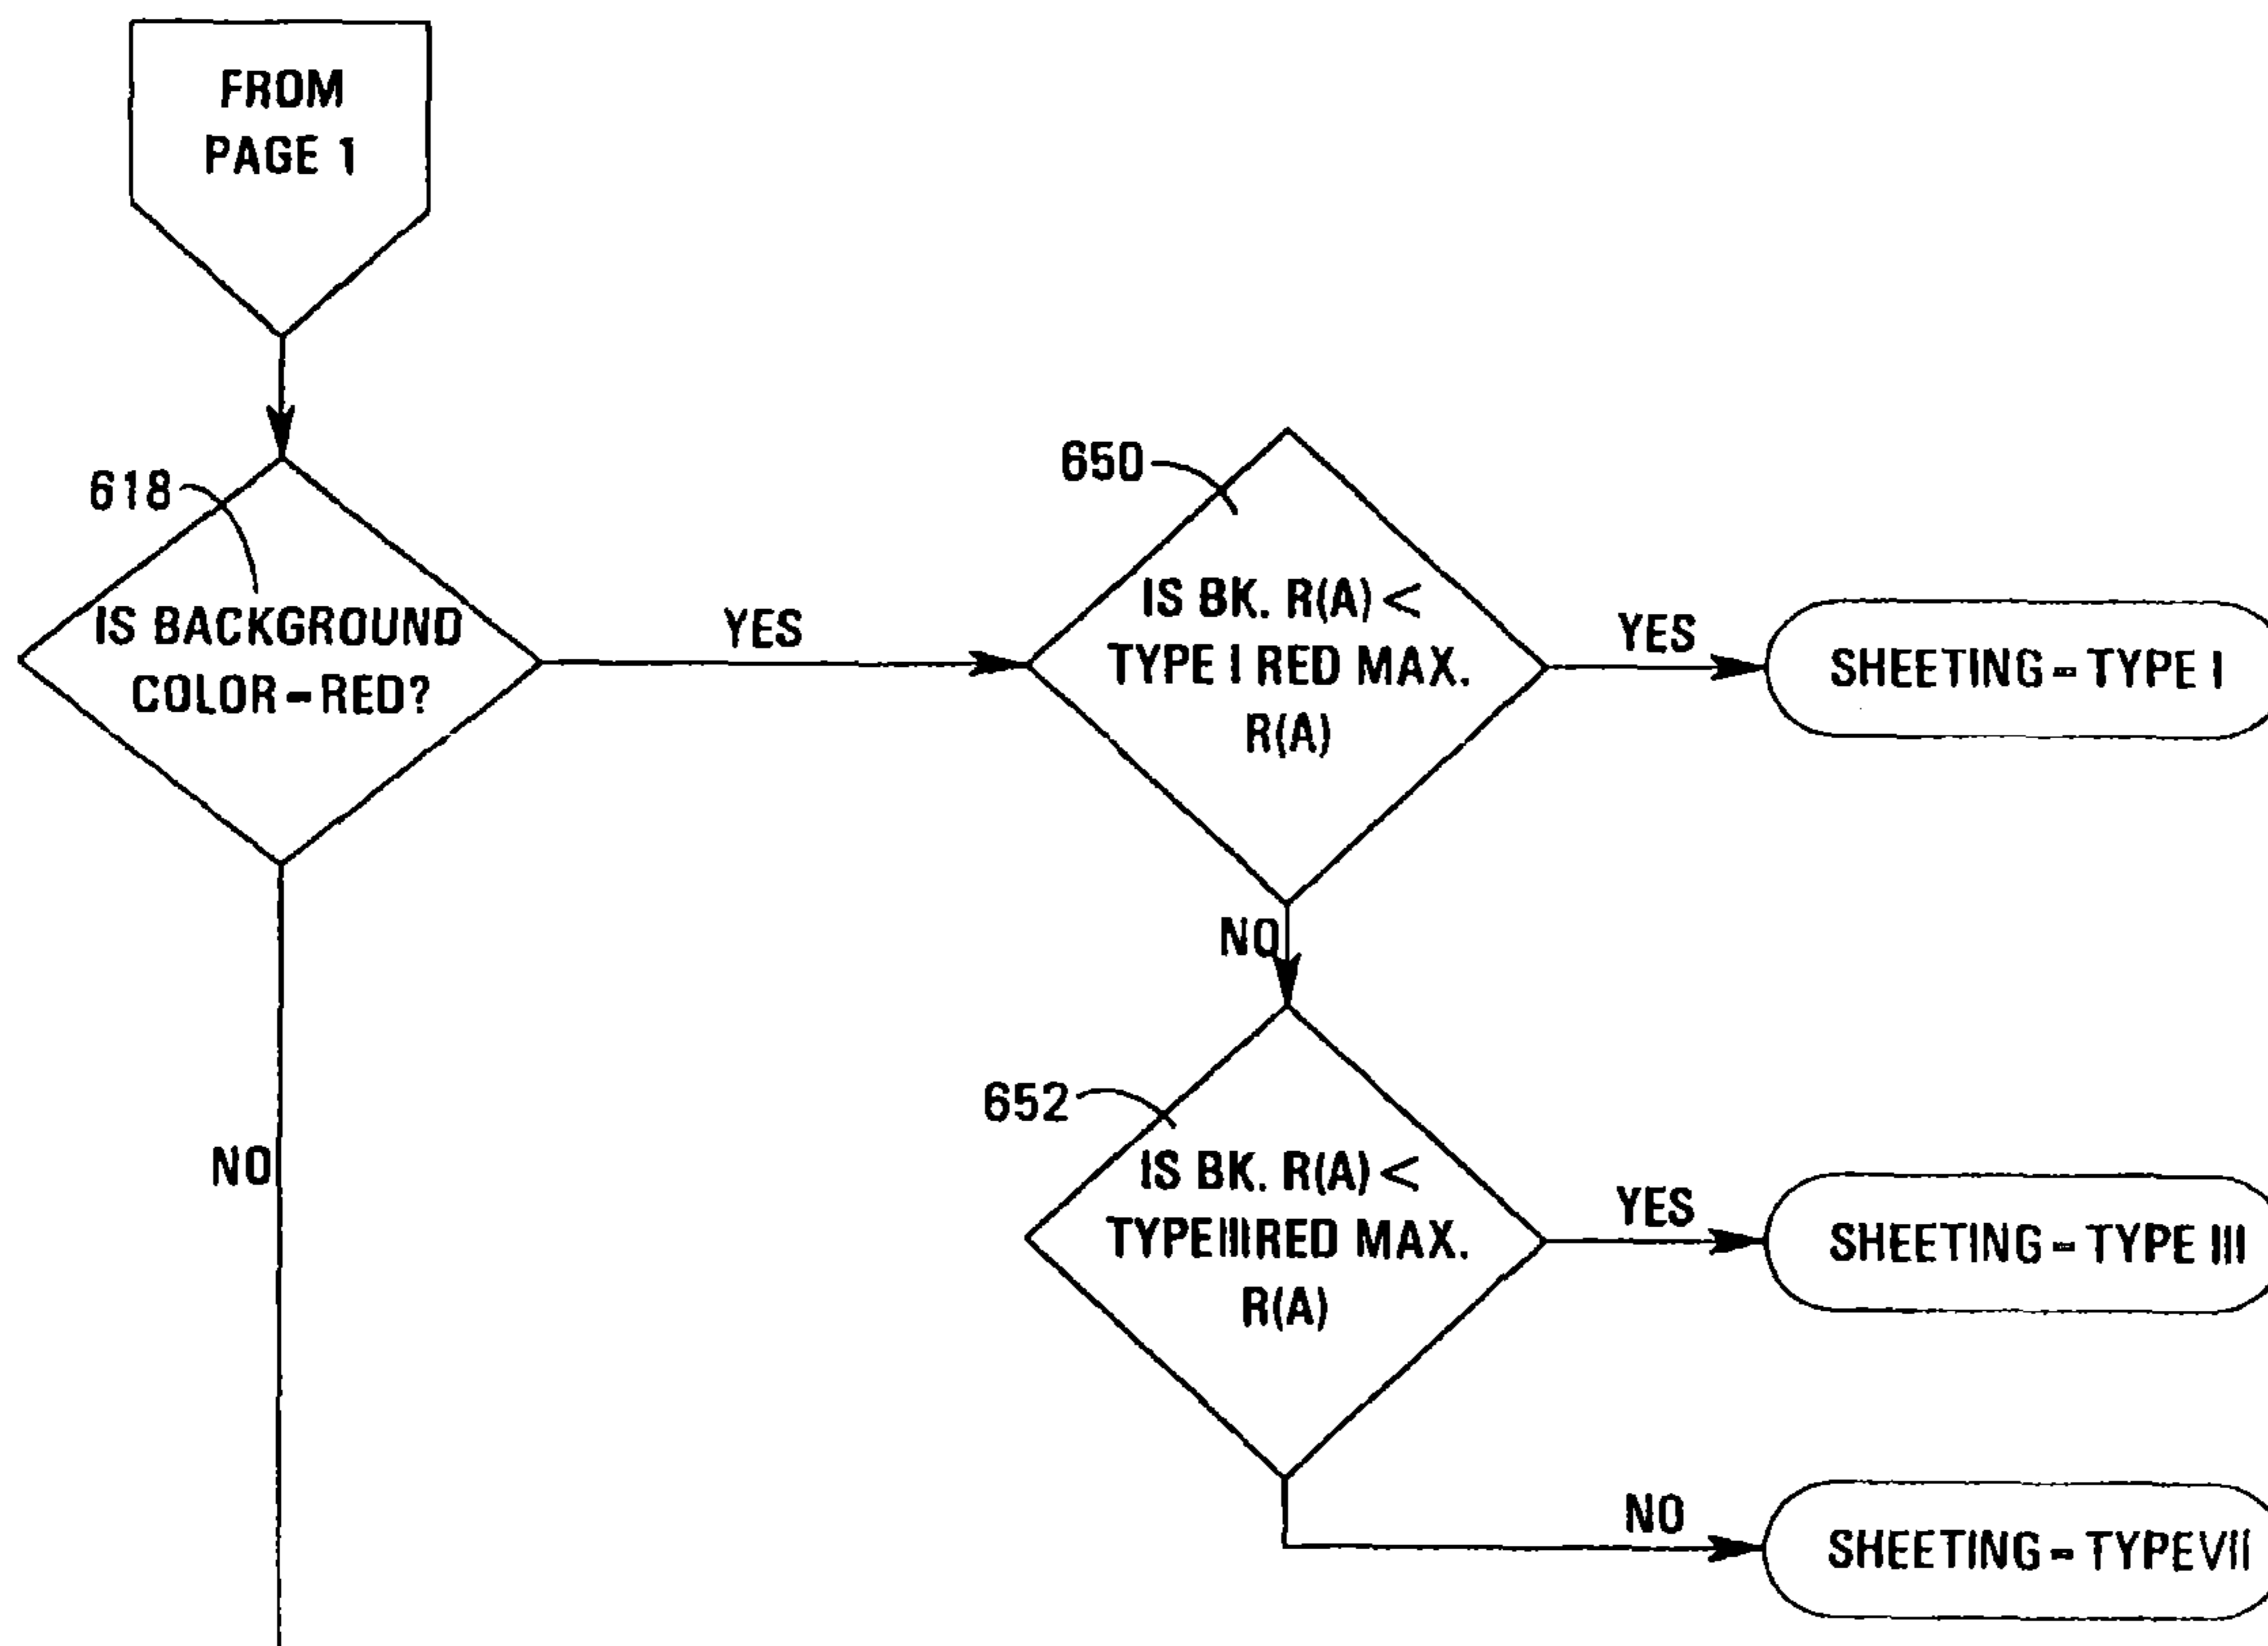 FROM
PAGE 1
618
IS BACKGROUND
COLOR=RED?
YES
NO
650
IS BK. R(A) <
TYPE I RED MAX.
R(A)
YES
SHEETING = TYPE I
NO
652
IS BK. R(A) <
TYPE III RED MAX.
R(A)
YES
SHEETING = TYPE III
NO
SHEETING = TYPE VII